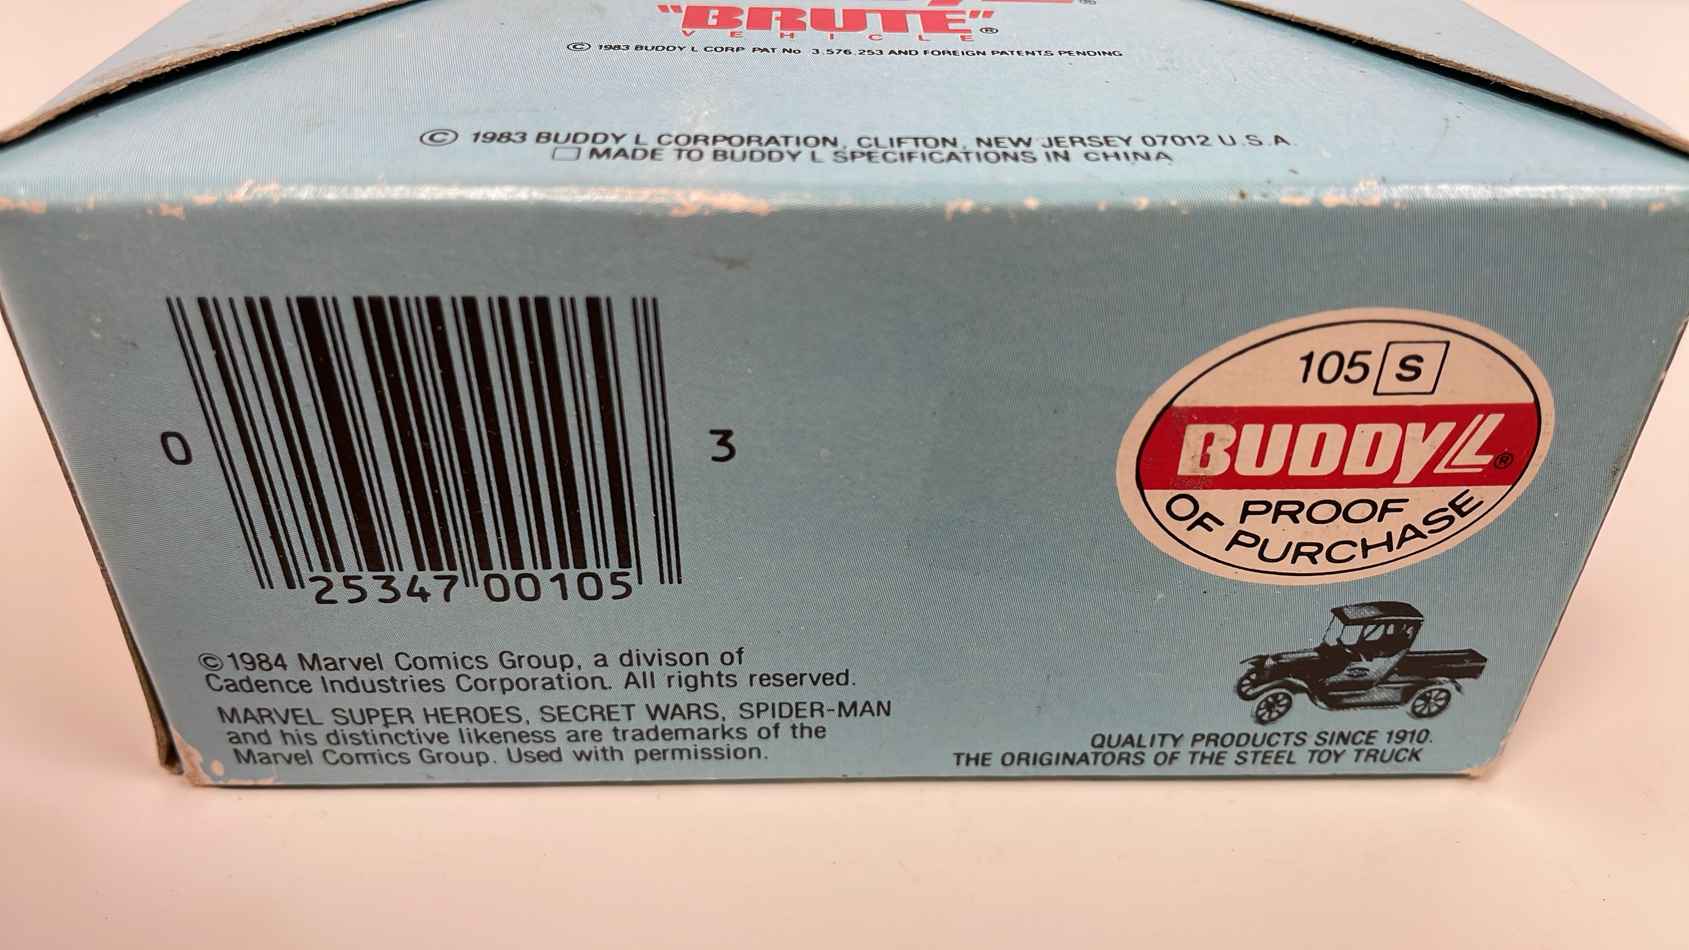 "BRUTE"®
VEHICLE
© 1983 BUDDY L CORP PAT No 3,576,253 AND FOREIGN PATENTS PENDING
© 1983 BUDDY L CORPORATION, CLIFTON, NEW JERSEY 07012 U.S.A.
MADE TO BUDDY L SPECIFICATIONS IN CHINA
0 3
25347 00105
105 S
BUDDY L®
PROOF
OF PURCHASE
©1984 Marvel Comics Group, a divison of
Cadence Industries Corporation. All rights reserved.
MARVEL SUPER HEROES, SECRET WARS, SPIDER-MAN
and his distinctive likeness are trademarks of the
Marvel Comics Group. Used with permission.
QUALITY PRODUCTS SINCE 1910.
THE ORIGINATORS OF THE STEEL TOY TRUCK